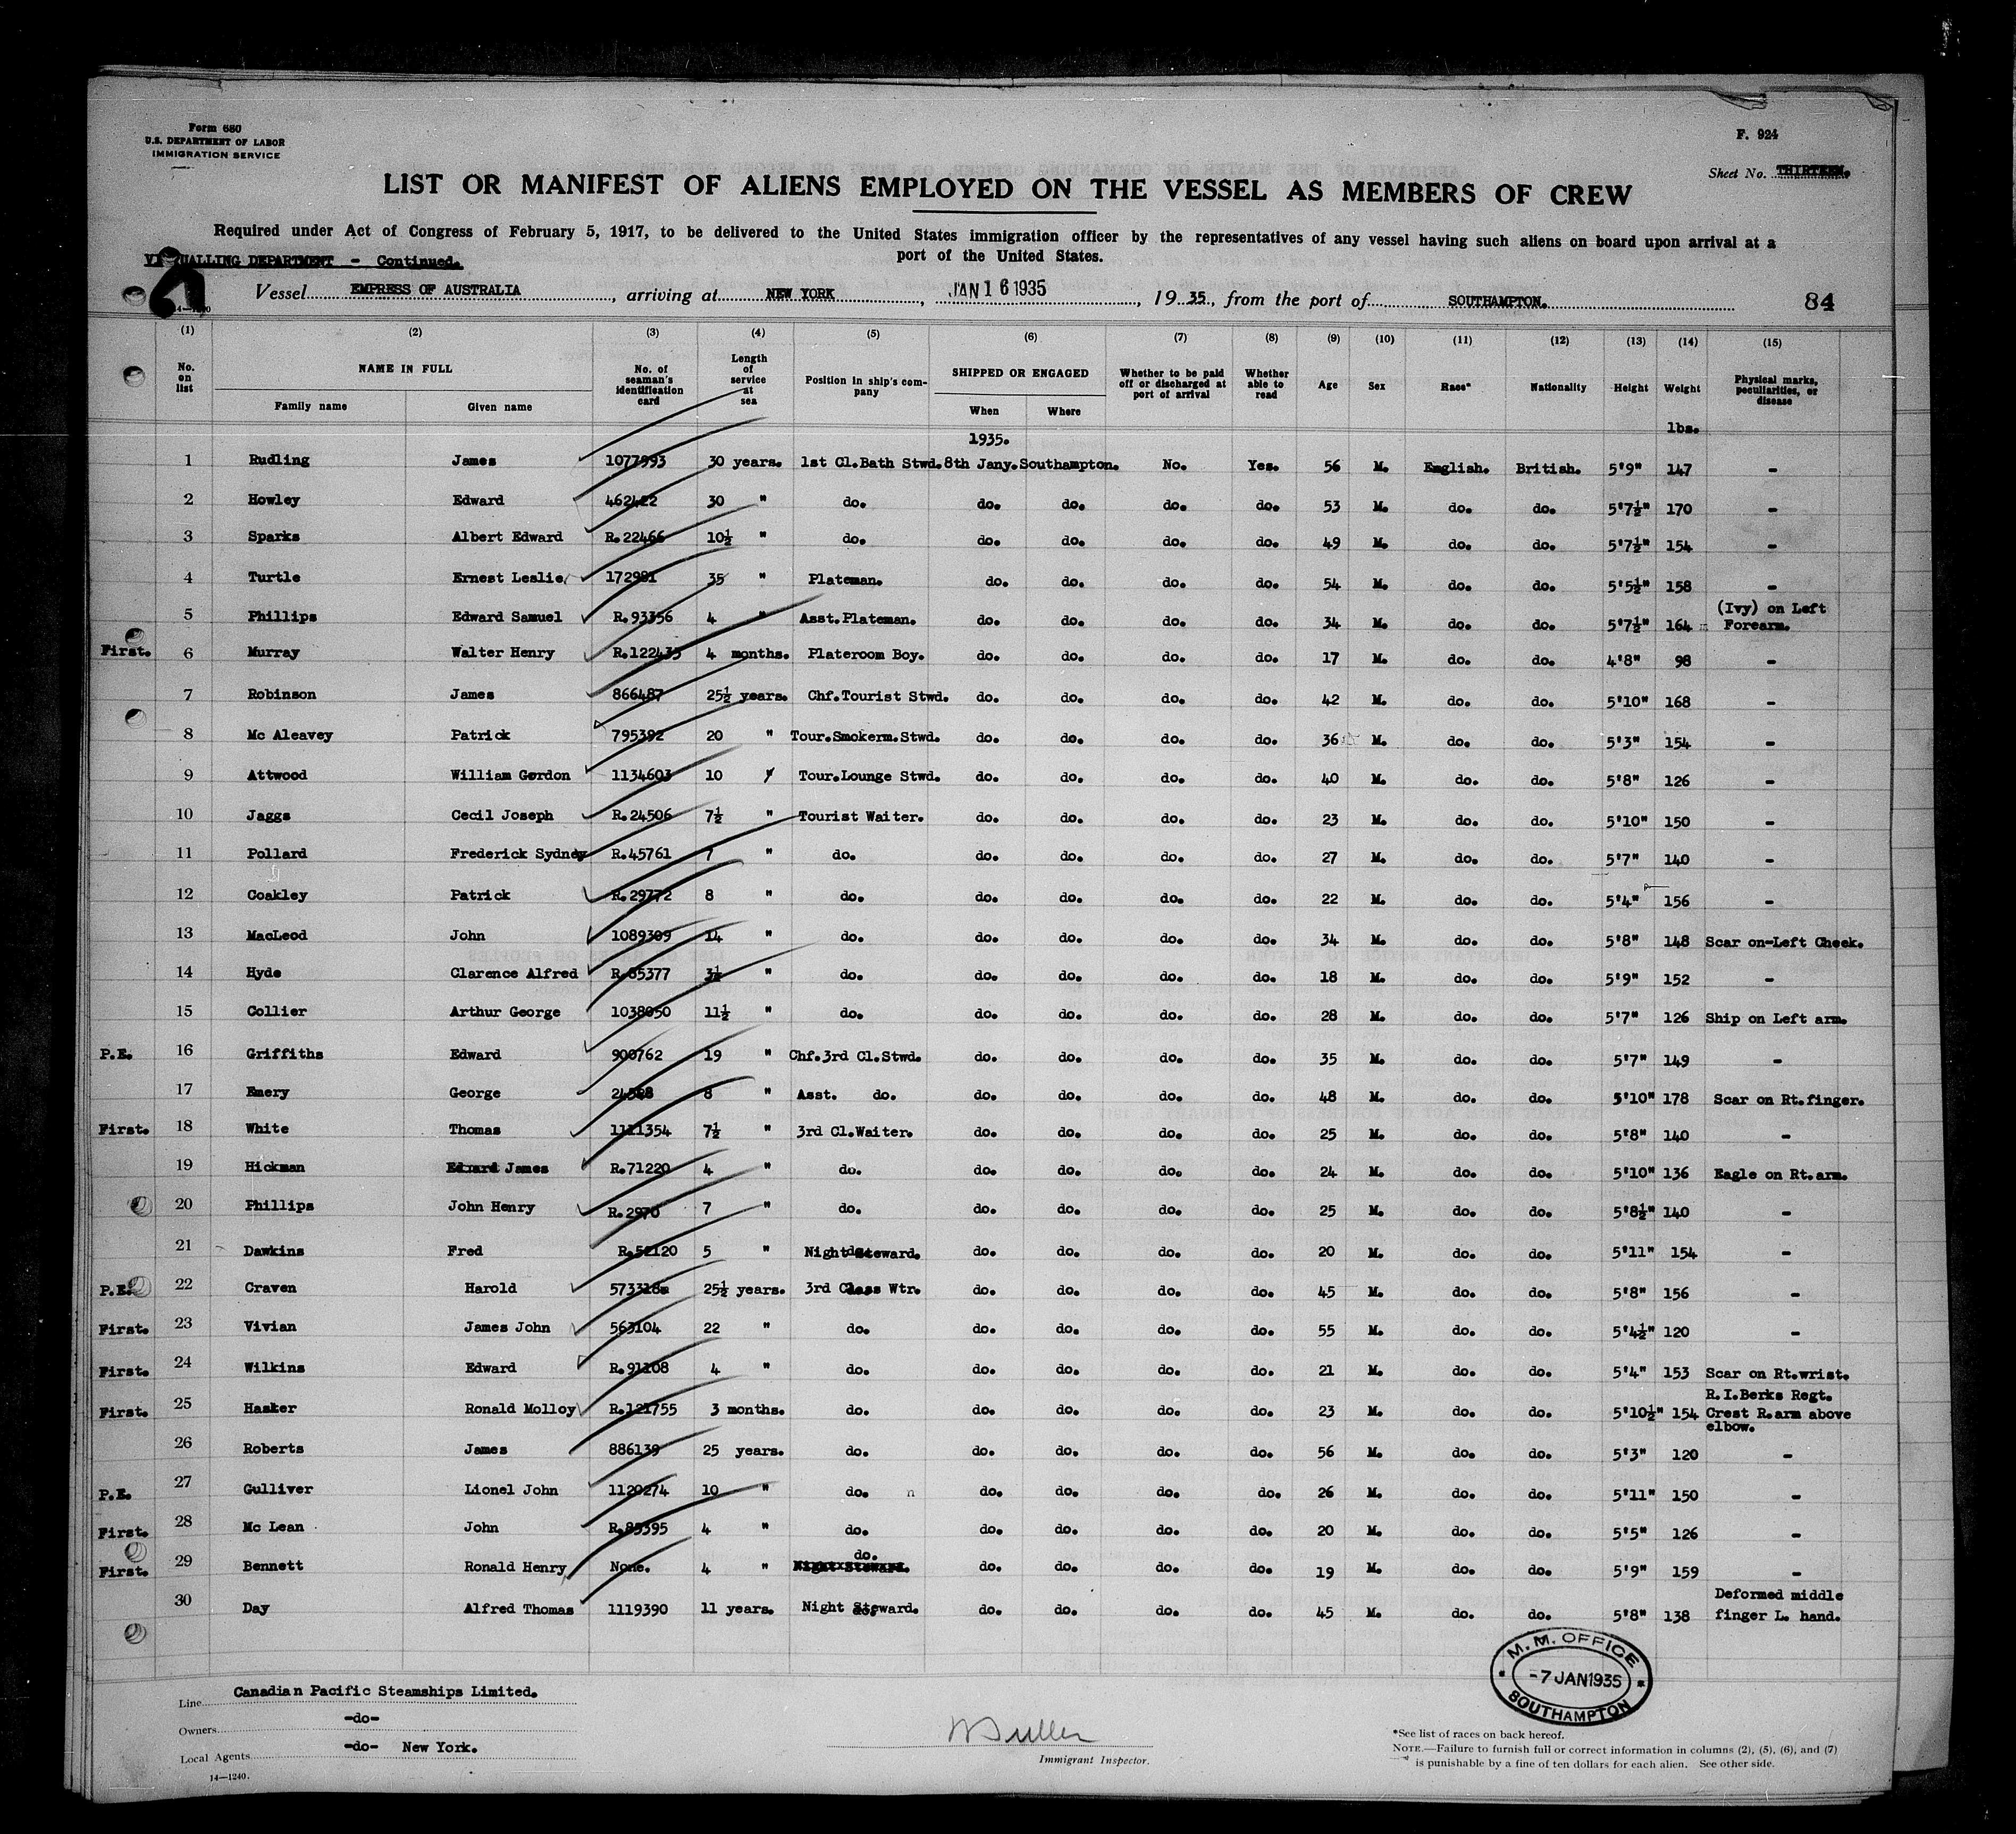 Form 680
U.S. DEPARTMENT OF LABOR
IMMIGRATION SERVICE
F. 924
Sheet No. THIRTEEN.
LIST OR MANIFEST OF ALIENS EMPLOYED ON THE VESSEL AS MEMBERS OF CREW
Required under Act of Congress of February 5, 1917, to be delivered to the United States immigration officer by the representatives of any vessel having such aliens on board upon arrival at a
port of the United States.
DEPARTMENT - Continued.
Vessel EMPRESS OF AUSTRALIA, arriving at NEW YORK, JAN 16 1935, 19 35, from the port of SOUTHAMPTON. 84
(1) (2) (3) (4) (5) (6) (7) (8) (9) (10) (11) (12) (13) (14) (15)
No. on list NAME IN FULL Family name Given name No. of seaman's identification card Length of service at sea Position in ship's company SHIPPED OR ENGAGED When Where Whether to be paid off or discharged at port of arrival Whether able to read Age Sex Race* Nationality Height Weight Physical marks, peculiarities, or disease
1935. lbs.
1 Rudling James 1077993 30 years. 1st Cl.Bath Stwd. 8th Jany. Southampton. No. Yes. 56 M. English. British. 5'9" 147 -
2 Howley Edward 462422 30 " do. do. do. do. do. 53 M. do. do. 5'7½" 170 -
3 Sparks Albert Edward R.22466 10½ " do. do. do. do. do. 49 M. do. do. 5'7½" 154 -
4 Turtle Ernest Leslie 172981 35 " Plateman. do. do. do. do. 54 M. do. do. 5'5½" 158 -
5 Phillips Edward Samuel R.93356 4 " Asst.Plateman. do. do. do. do. 34 M. do. do. 5'7½" 164 (Ivy) on Left Forearm.
First. 6 Murray Walter Henry R.122435 4 months. Plateroom Boy. do. do. do. do. 17 M. do. do. 4'8" 98 -
7 Robinson James 866487 25½ years. Chf.Tourist Stwd. do. do. do. do. 42 M. do. do. 5'10" 168 -
8 Mc Aleavey Patrick 795392 20 " Tour.Smokerm.Stwd. do. do. do. do. 36 M. do. do. 5'3" 154 -
9 Attwood William Gordon 1134603 10 " Tour.Lounge Stwd. do. do. do. do. 40 M. do. do. 5'8" 126 -
10 Jaggs Cecil Joseph R.24506 7½ " Tourist Waiter. do. do. do. do. 23 M. do. do. 5'10" 150 -
11 Pollard Frederick Sydney R.45761 7 " do. do. do. do. do. 27 M. do. do. 5'7" 140 -
12 Coakley Patrick R.29772 8 " do. do. do. do. do. 22 M. do. do. 5'4" 156 -
13 MacLeod John 1089309 14 " do. do. do. do. do. 34 M. do. do. 5'8" 148 Scar on-Left Cheek.
14 Hyde Clarence Alfred R.85377 3½ " do. do. do. do. do. 18 M. do. do. 5'9" 152 -
15 Collier Arthur George 1038050 11½ " do. do. do. do. do. 28 M. do. do. 5'7" 126 Ship on Left arm.
P.E. 16 Griffiths Edward 900762 19 " Chf.3rd Cl.Stwd. do. do. do. do. 35 M. do. do. 5'7" 149 -
17 Emery George 8 " Asst. do. do. do. do. do. 48 M. do. do. 5'10" 178 Scar on Rt.finger.
First. 18 White Thomas 1111354 7½ " 3rd Cl.Waiter. do. do. do. do. 25 M. do. do. 5'8" 140 -
19 Hickman Edward James R.71220 4 " do. do. do. do. do. 24 M. do. do. 5'10" 136 Eagle on Rt.arm.
20 Phillips John Henry R.2970 7 " do. do. do. do. do. 25 M. do. do. 5'8½" 140 -
21 Dawkins Fred R.52120 5 " Night Steward. do. do. do. do. 20 M. do. do. 5'11" 154 -
P.E. 22 Craven Harold 25½ years. 3rd Class Wtr. do. do. do. do. 45 M. do. do. 5'8" 156 -
First. 23 Vivian James John 563104 22 " do. do. do. do. do. 55 M. do. do. 5'4½" 120 -
First. 24 Wilkins Edward R.91108 4 " do. do. do. do. do. 21 M. do. do. 5'4" 153 Scar on Rt.wrist.
First. 25 Hasker Ronald Molloy R.121755 3 months. do. do. do. do. do. 23 M. do. do. 5'10½" 154 R.I.Berks Regt. Crest R.arm above elbow.
26 Roberts James 886139 25 years. do. do. do. do. do. 56 M. do. do. 5'3" 120 -
P.E. 27 Gulliver Lionel John 1120274 10 " do. do. do. do. do. 26 M. do. do. 5'11" 150 -
First. 28 Mc Lean John R.85395 4 " do. do. do. do. do. 20 M. do. do. 5'5" 126 -
First. 29 Bennett Ronald Henry None. 4 " do. Night Steward. do. do. do. do. 19 M. do. do. 5'9" 159 -
30 Day Alfred Thomas 1119390 11 years. Night Steward. do. do. do. do. 45 M. do. do. 5'8" 138 Deformed middle finger L. hand.
M.M. OFFICE
-7 JAN 1935
SOUTHAMPTON
Line Canadian Pacific Steamships Limited.
Owners -do-
Local Agents -do- New York.
14—1240.
Immigrant Inspector.
*See list of races on back hereof.
NOTE.—Failure to furnish full or correct information in columns (2), (5), (6), and (7)
is punishable by a fine of ten dollars for each alien. See other side.